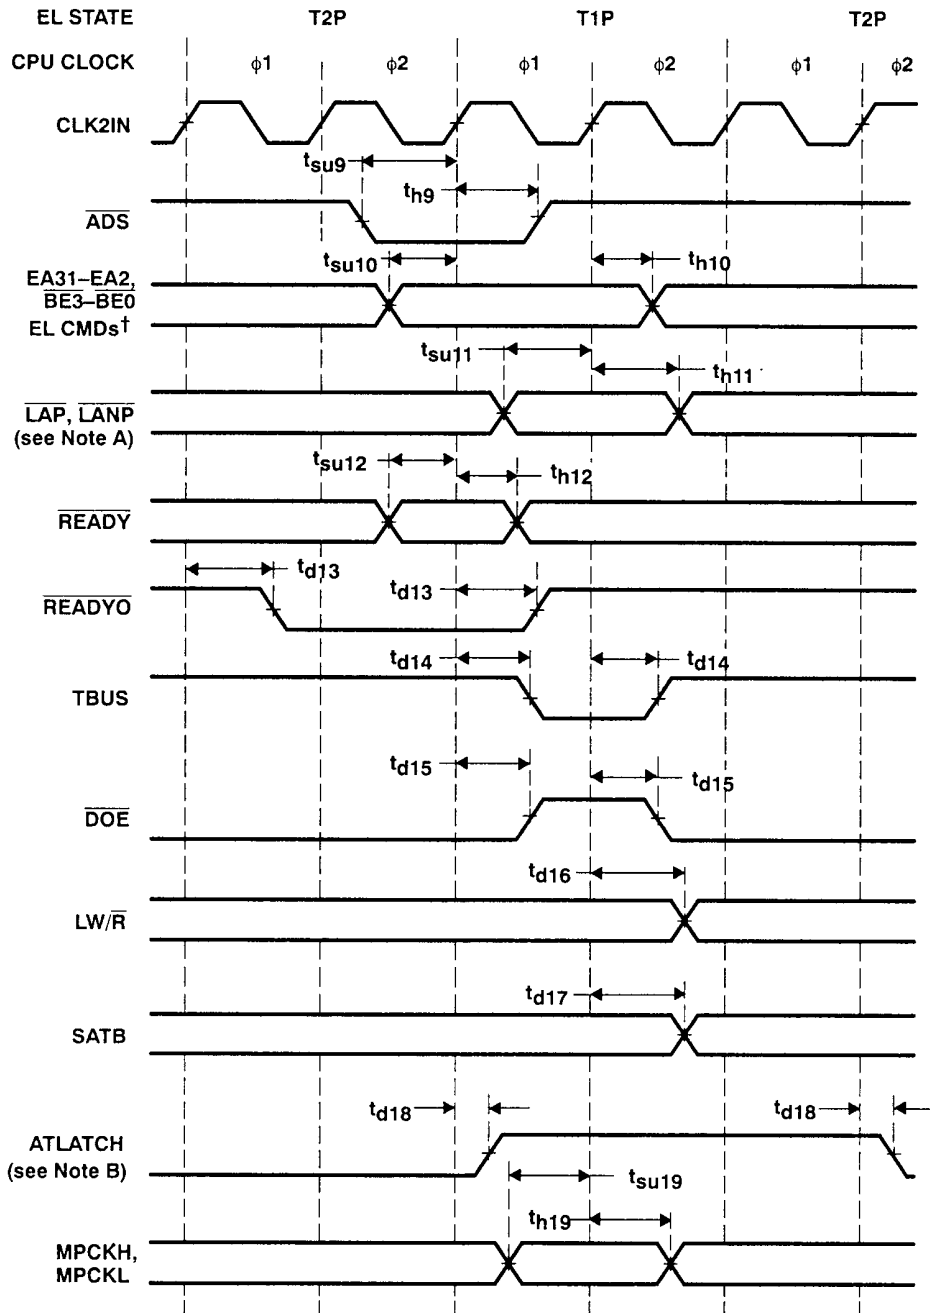 EL STATE T2P T1P T2P
CPU CLOCK ϕ1 ϕ2 ϕ1 ϕ2 ϕ1 ϕ2
CLK2IN
tsu9
th9
ADS
tsu10 th10
EA31–EA2,
BE3–BE0
EL CMDs†
tsu11 th11
LAP, LANP
(see Note A)
tsu12 th12
READY
td13 td13
READYO
td14 td14
TBUS
td15 td15
DOE
td16
LW/R
td17
SATB
td18 td18
ATLATCH
(see Note B)
tsu19
th19
MPCKH,
MPCKL